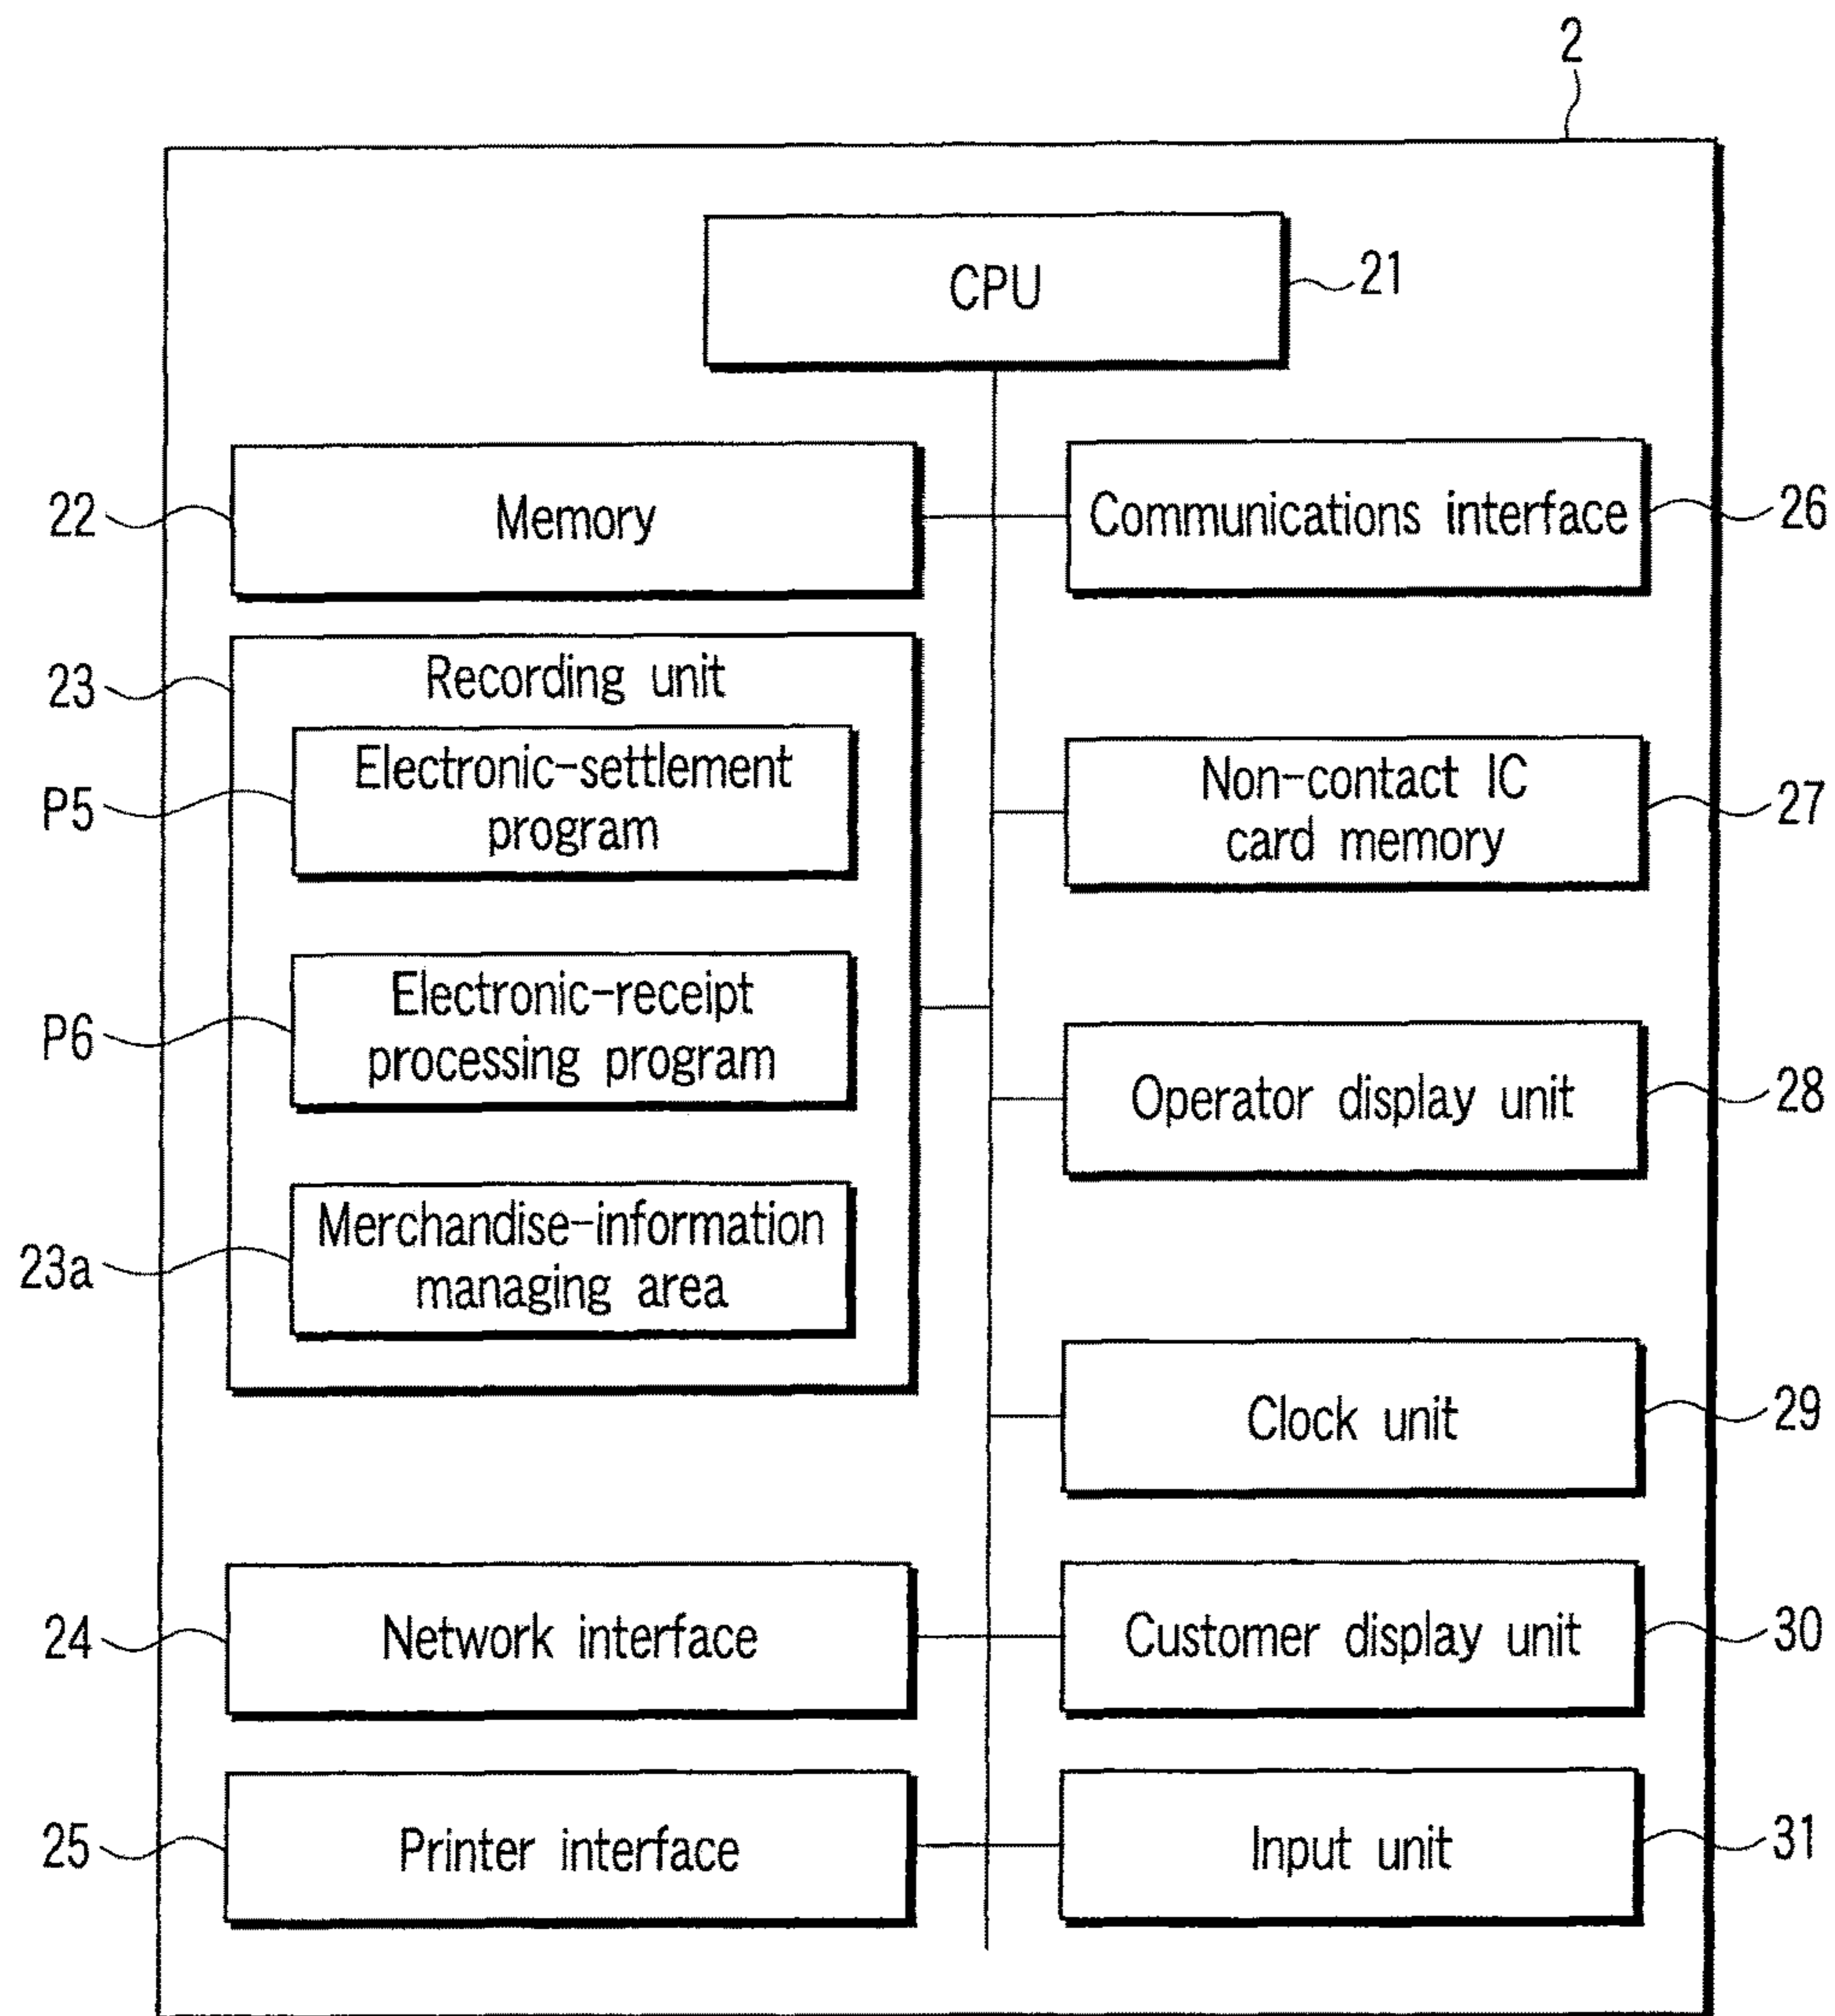 2
CPU
21
22
Memory
Communications interface
26
23
Recording unit
P5
Electronic-settlement
program
Non-contact IC
card memory
27
P6
Electronic-receipt
processing program
Operator display unit
28
23a
Merchandise-information
managing area
Clock unit
29
24
Network interface
Customer display unit
30
25
Printer interface
Input unit
31